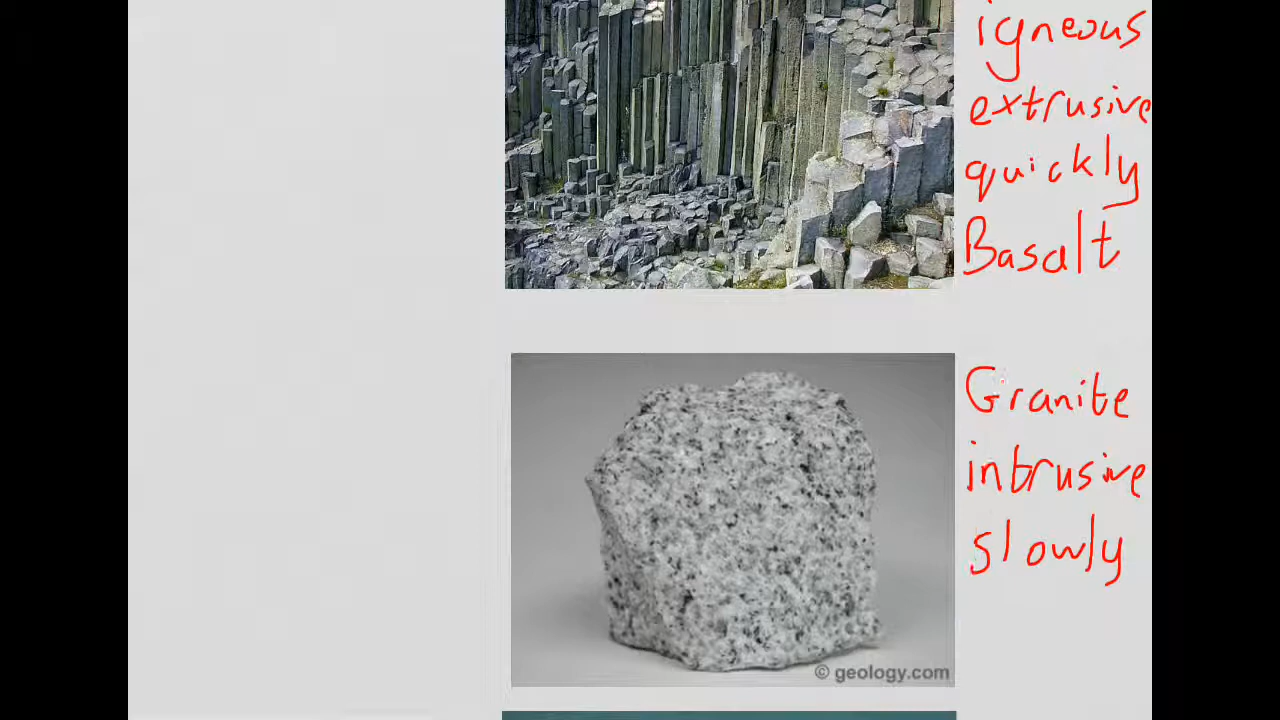 igneous
extrusive
quickly
Basalt
Granite
intrusive
slowly
© geology.com